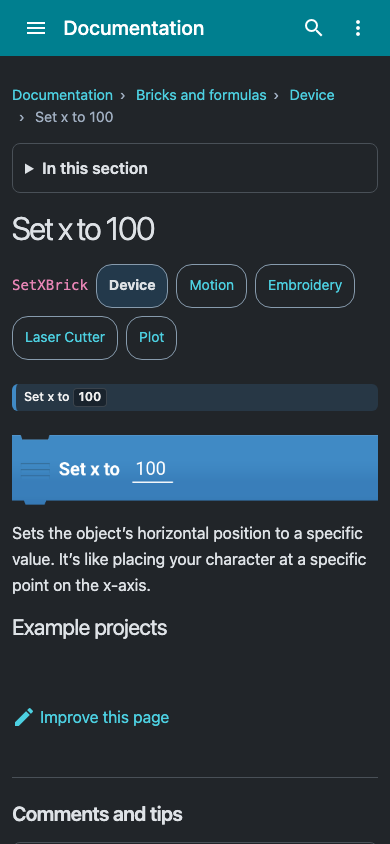 Documentation
Documentation › Bricks and formulas › Device
› Set x to 100
In this section
Set x to 100
SetXBrick Device Motion Embroidery
Laser Cutter Plot
Set x to 100
Set x to 100
Sets the object’s horizontal position to a specific
value. It’s like placing your character at a specific
point on the x-axis.
Example projects
Improve this page
Comments and tips